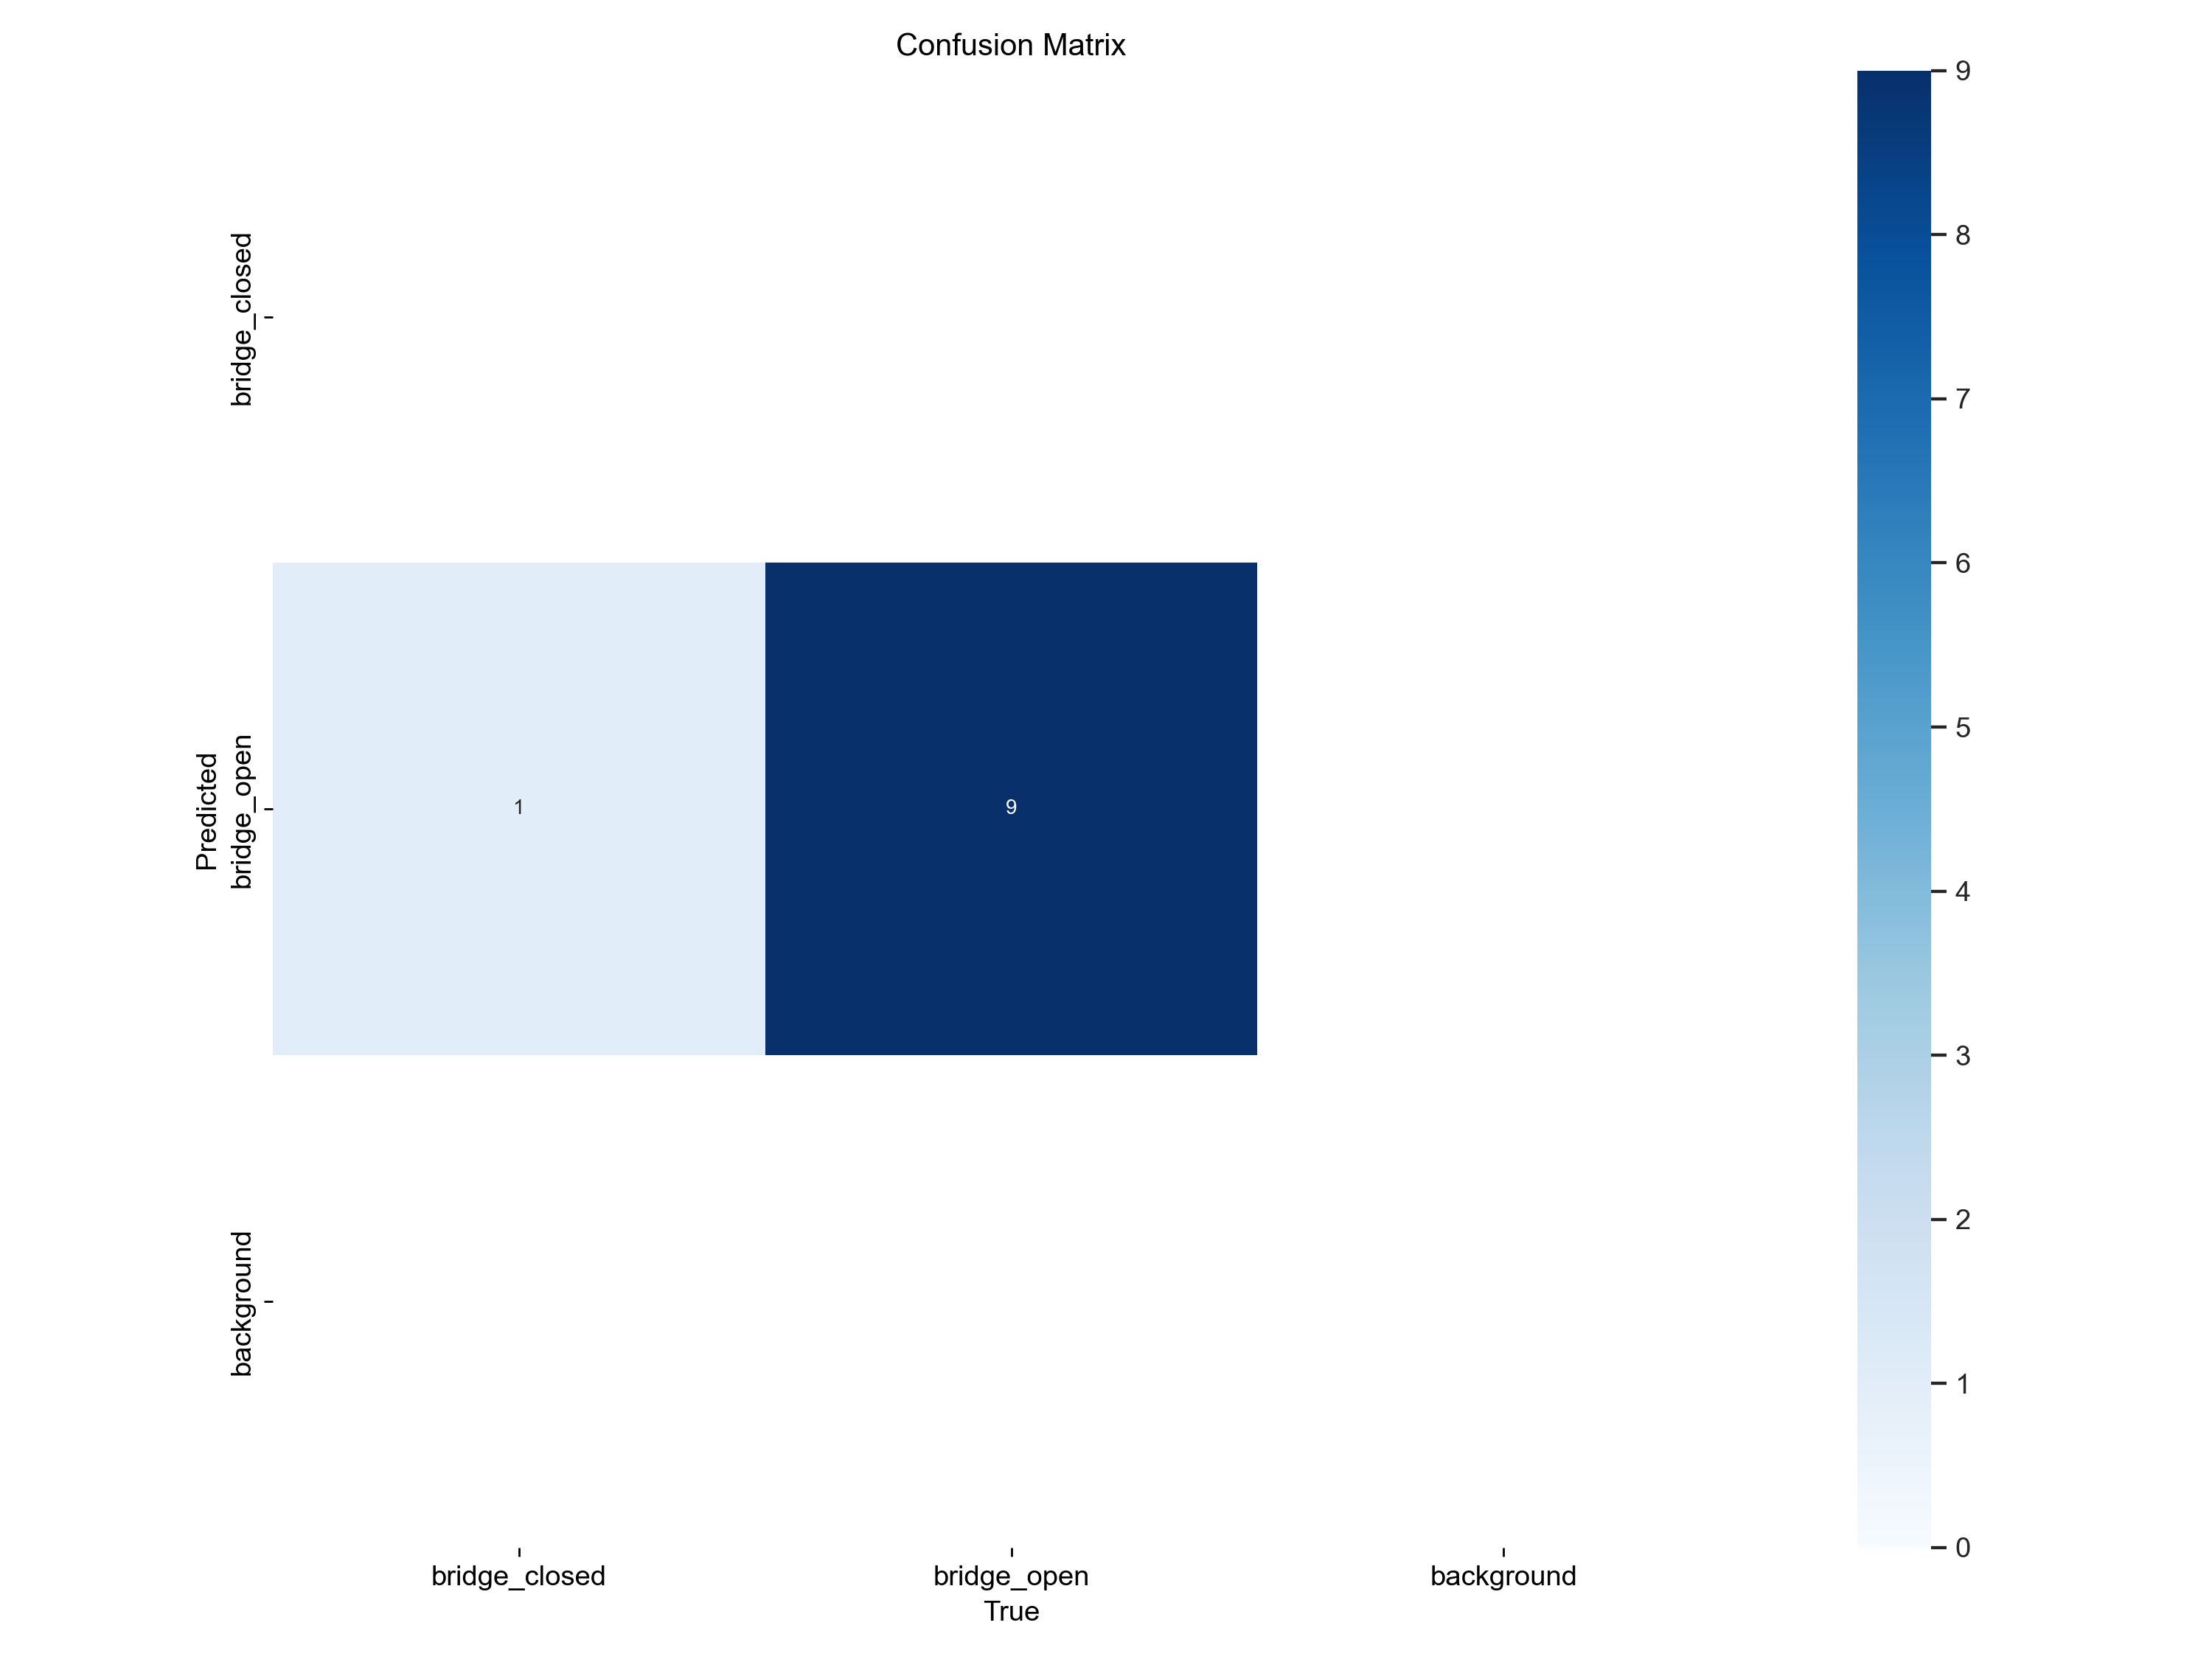 Confusion Matrix
Predicted
bridge_closed
bridge_open
background
1
9
bridge_closed
bridge_open
background
True
9
8
7
6
5
4
3
2
1
0